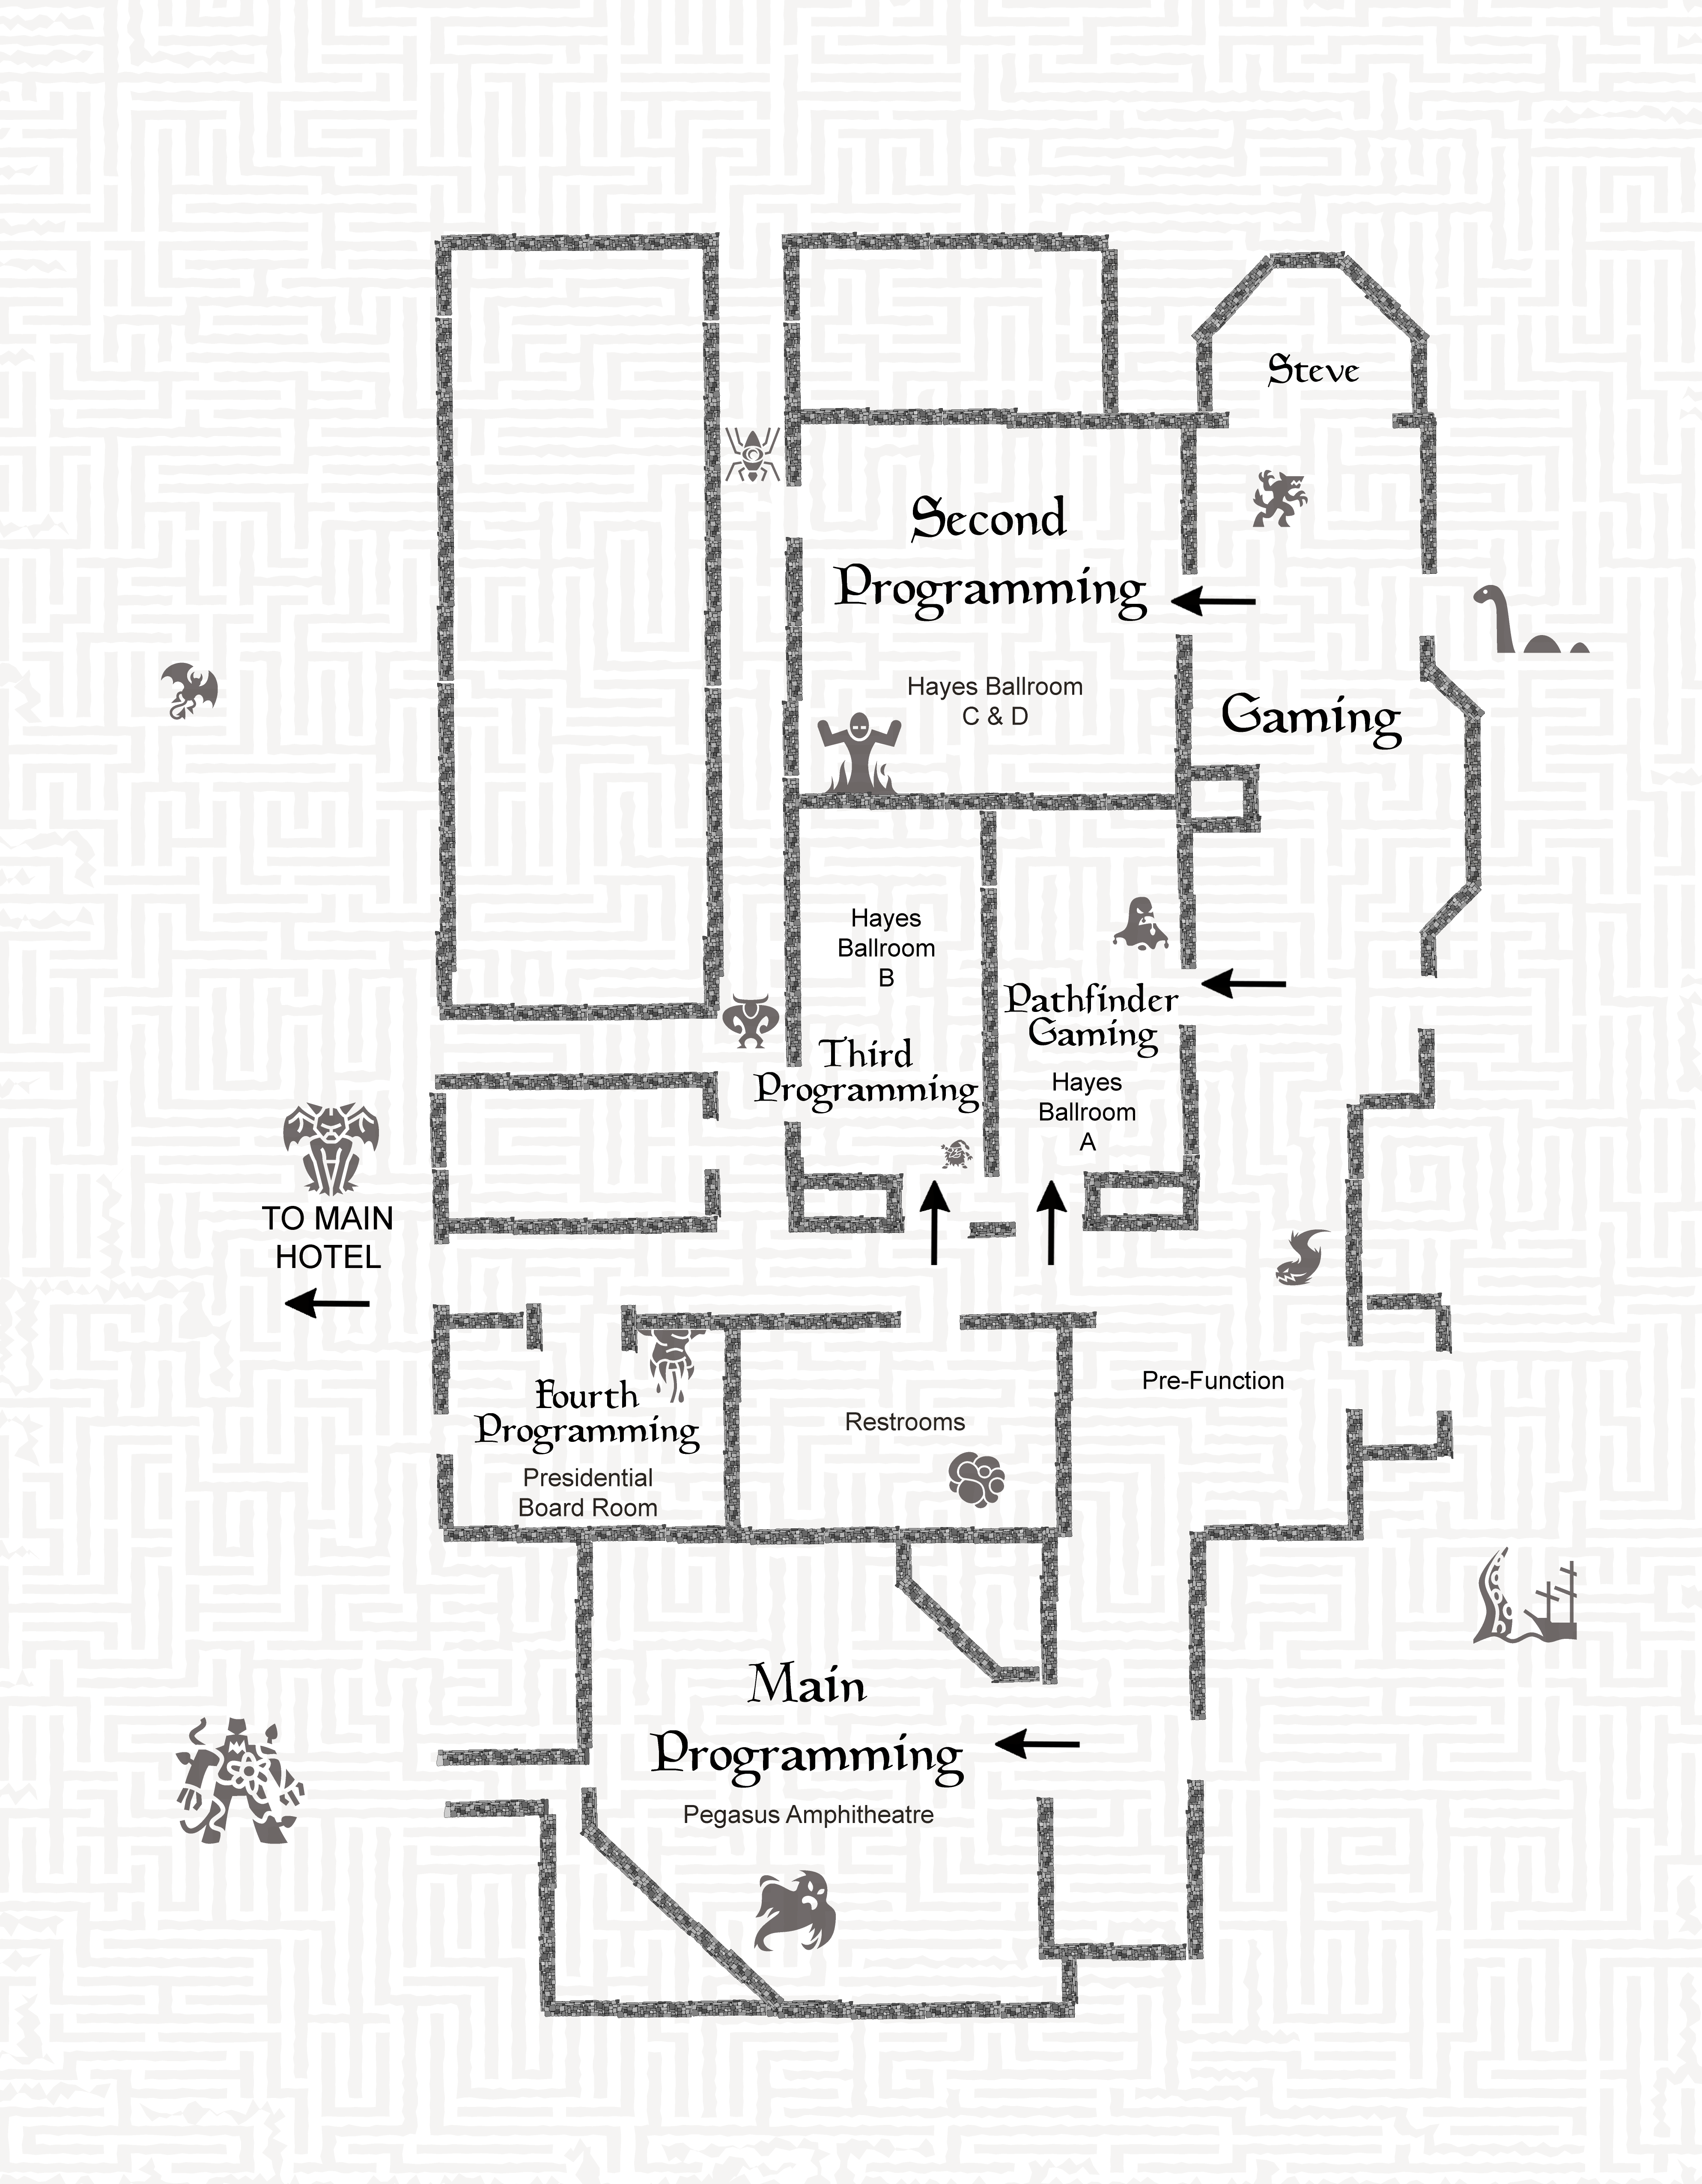 Steve
Second
Programming
Hayes Ballroom
C & D
Gaming
Hayes
Ballroom
B
Third
Programming
Pathfinder
Gaming
Hayes
Ballroom
A
TO MAIN
HOTEL
Fourth
Programming
Presidential
Board Room
Restrooms
Pre-Function
Main
Programming
Pegasus Amphitheatre